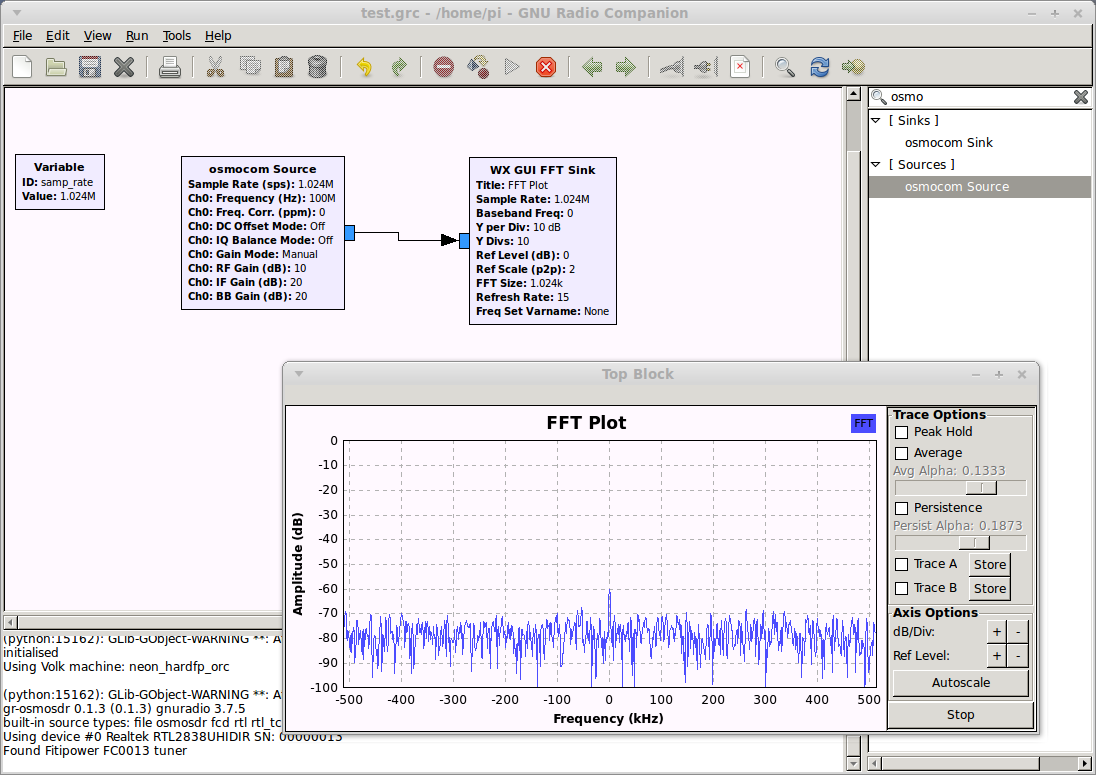 test.grc - /home/pi - GNU Radio Companion
File Edit View Run Tools Help
osmo
[ Sinks ]
osmocom Sink
[ Sources ]
osmocom Source
Variable
ID: samp_rate
Value: 1.024M
osmocom Source
Sample Rate (sps): 1.024M
Ch0: Frequency (Hz): 100M
Ch0: Freq. Corr. (ppm): 0
Ch0: DC Offset Mode: Off
Ch0: IQ Balance Mode: Off
Ch0: Gain Mode: Manual
Ch0: RF Gain (dB): 10
Ch0: IF Gain (dB): 20
Ch0: BB Gain (dB): 20
WX GUI FFT Sink
Title: FFT Plot
Sample Rate: 1.024M
Baseband Freq: 0
Y per Div: 10 dB
Y Divs: 10
Ref Level (dB): 0
Ref Scale (p2p): 2
FFT Size: 1.024k
Refresh Rate: 15
Freq Set Varname: None
Top Block
FFT Plot
FFT
Amplitude (dB)
0
-10
-20
-30
-40
-50
-60
-70
-80
-90
-100
-500 -400 -300 -200 -100 0 100 200 300 400 500
Frequency (kHz)
Trace Options
Peak Hold
Average
Avg Alpha: 0.1333
Persistence
Persist Alpha: 0.1873
Trace A Store
Trace B Store
Axis Options
dB/Div: + -
Ref Level: + -
Autoscale
Stop
(python:15162): GLib-GObject-WARNING **:
initialised
Using Volk machine: neon_hardfp_orc
(python:15162): GLib-GObject-WARNING **:
gr-osmosdr 0.1.3 (0.1.3) gnuradio 3.7.5
built-in source types: file osmosdr fcd rtl rtl_tc
Using device #0 Realtek RTL2838UHIDIR SN: 00000013
Found Fitipower FC0013 tuner